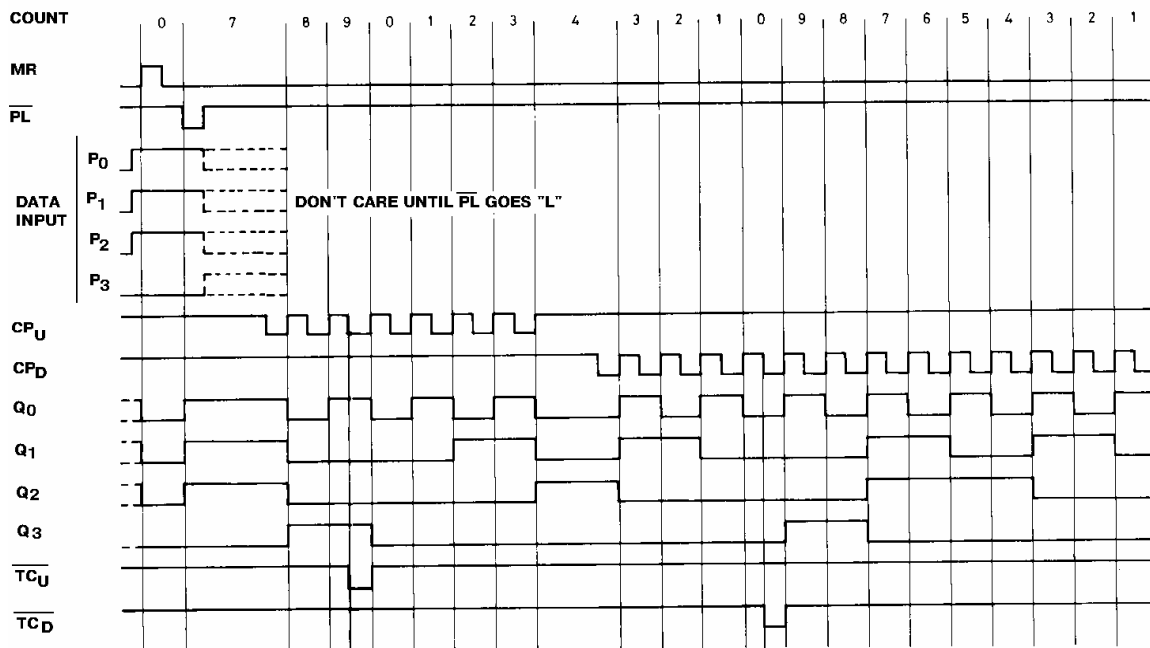 COUNT 0 7 8 9 0 1 2 3 4 3 2 1 0 9 8 7 6 5 4 3 2 1
MR
PL
DATA INPUT
P0
P1
P2
P3
DON'T CARE UNTIL PL GOES "L"
CPU
CPD
Q0
Q1
Q2
Q3
TCU
TCD